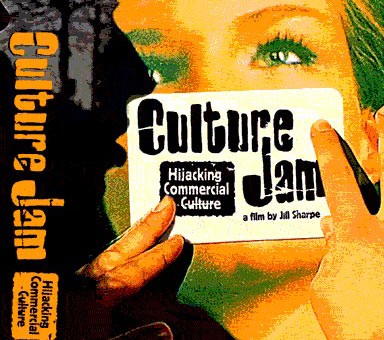 Culture Jam
Hijacking
Commercial
Culture
Culture
Jam
Hijacking
Commercial
Culture
a film by Jill Sharpe